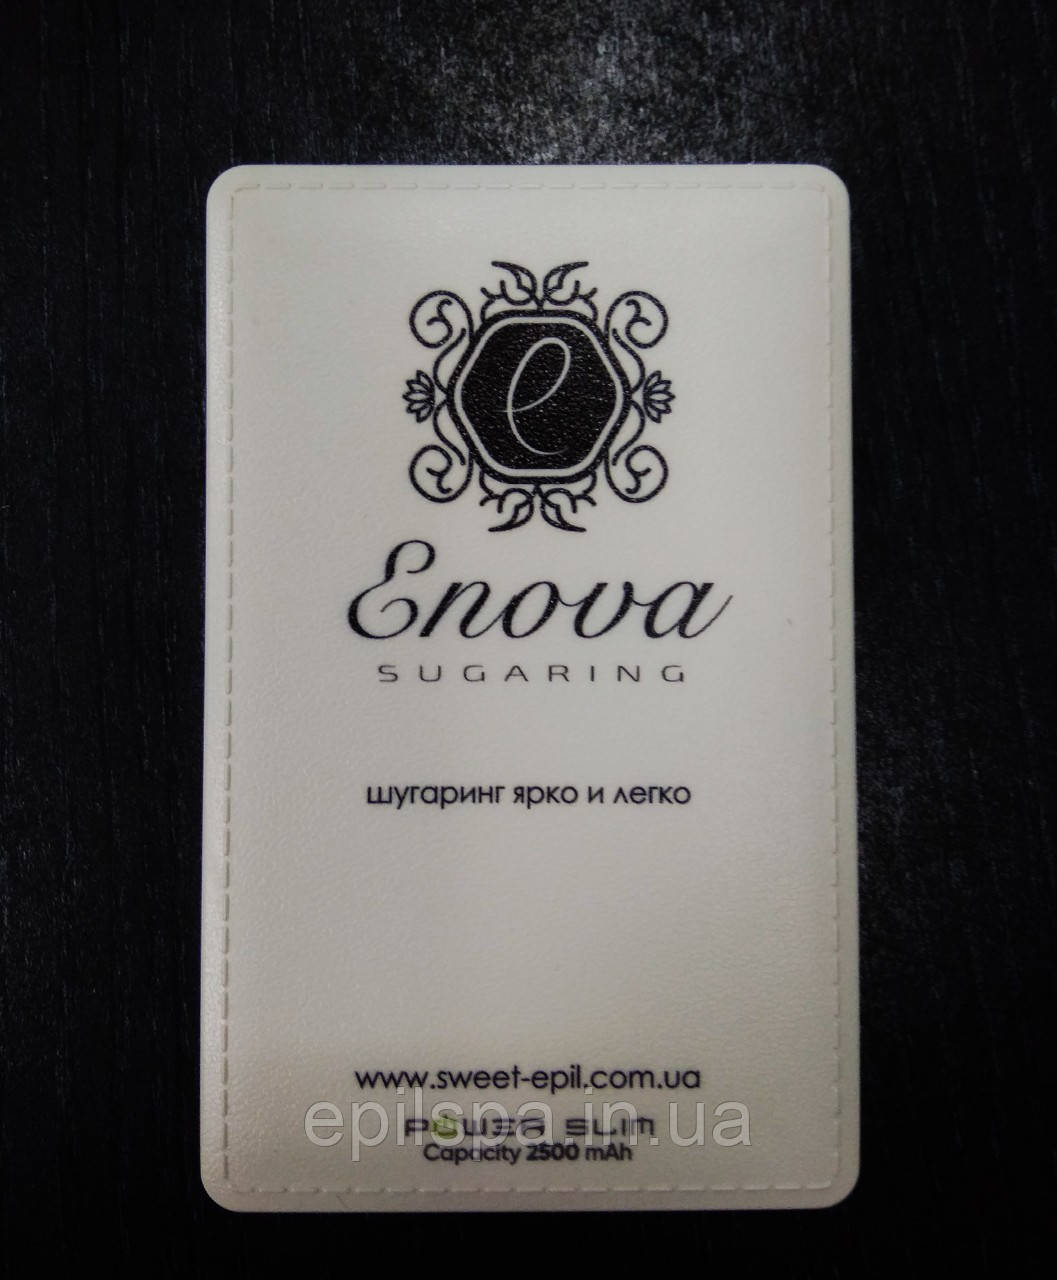 e
Enova
SUGARING
шугаринг ярко и легко
www.sweet-epil.com.ua
epilspa.in.ua
POWER SLIM
Capacity 2500 mAh